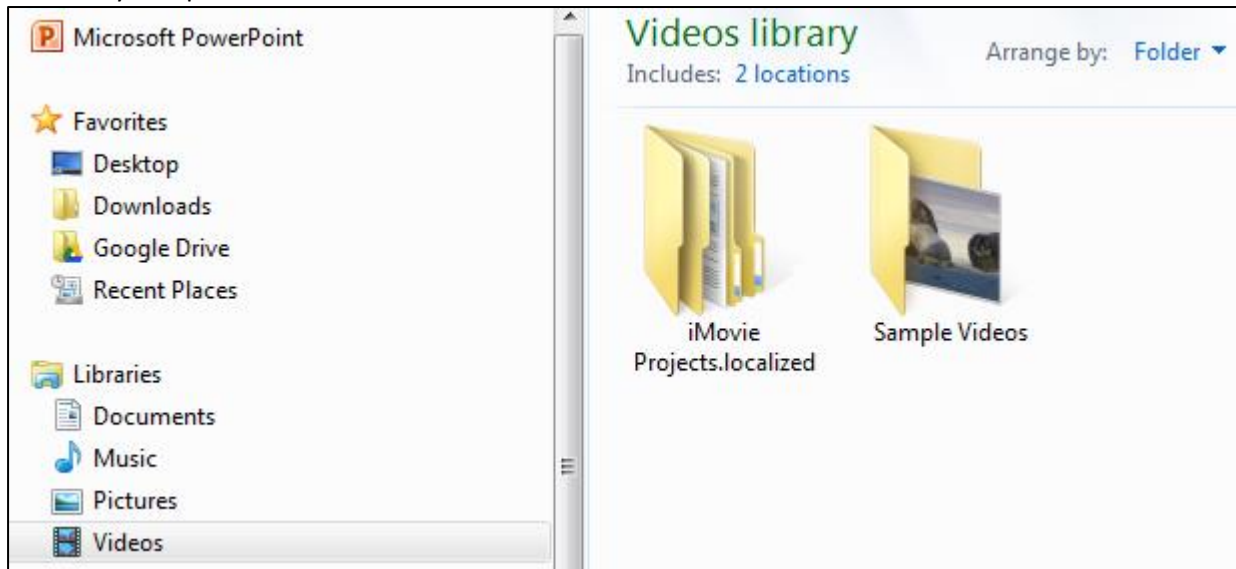 Microsoft PowerPoint
Favorites
Desktop
Downloads
Google Drive
Recent Places
Libraries
Documents
Music
Pictures
Videos
Videos library
Includes: 2 locations
Arrange by: Folder
iMovie
Projects.localized
Sample Videos